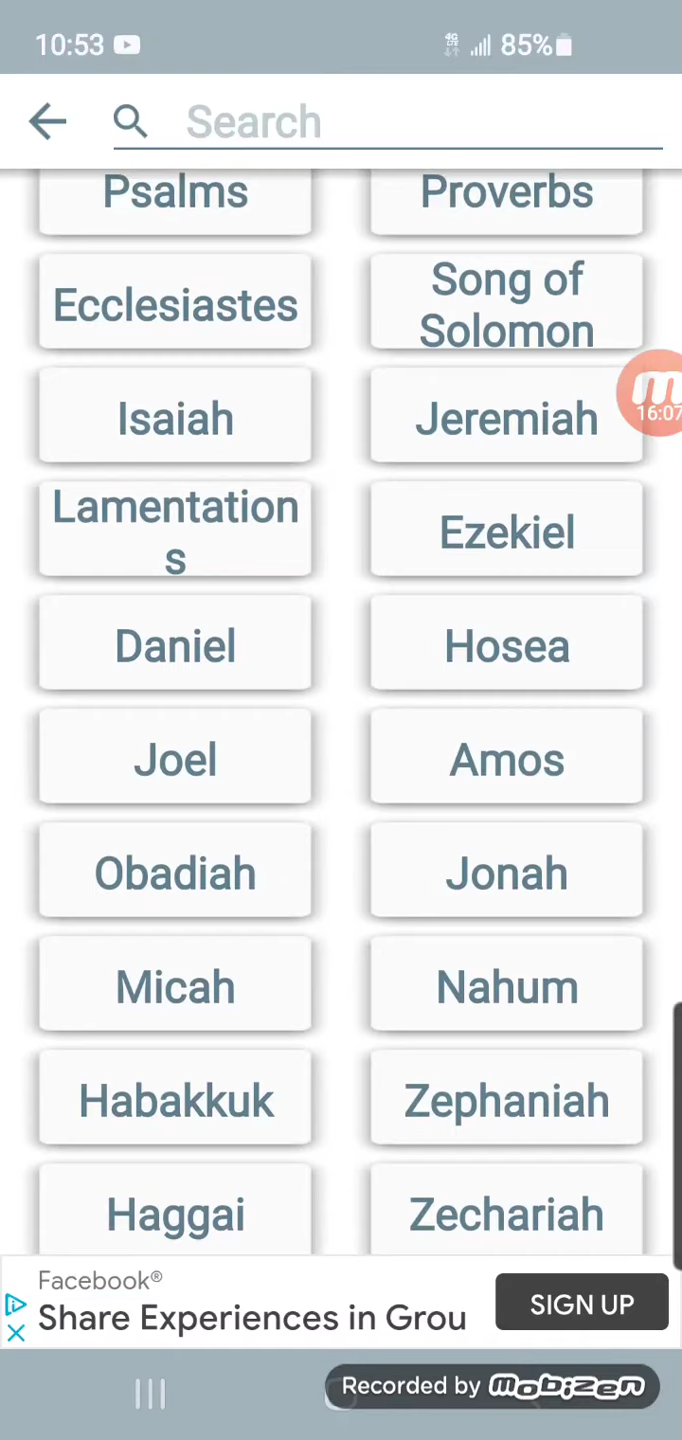 10:53 85%
Search
Psalms Proverbs
Ecclesiastes Song of
Solomon
Isaiah Jeremiah
16:07
Lamentation
s
Ezekiel
Daniel Hosea
Joel Amos
Obadiah Jonah
Micah Nahum
Habakkuk Zephaniah
Haggai Zechariah
Facebook®
Share Experiences in Grou
SIGN UP
Recorded by mobizen